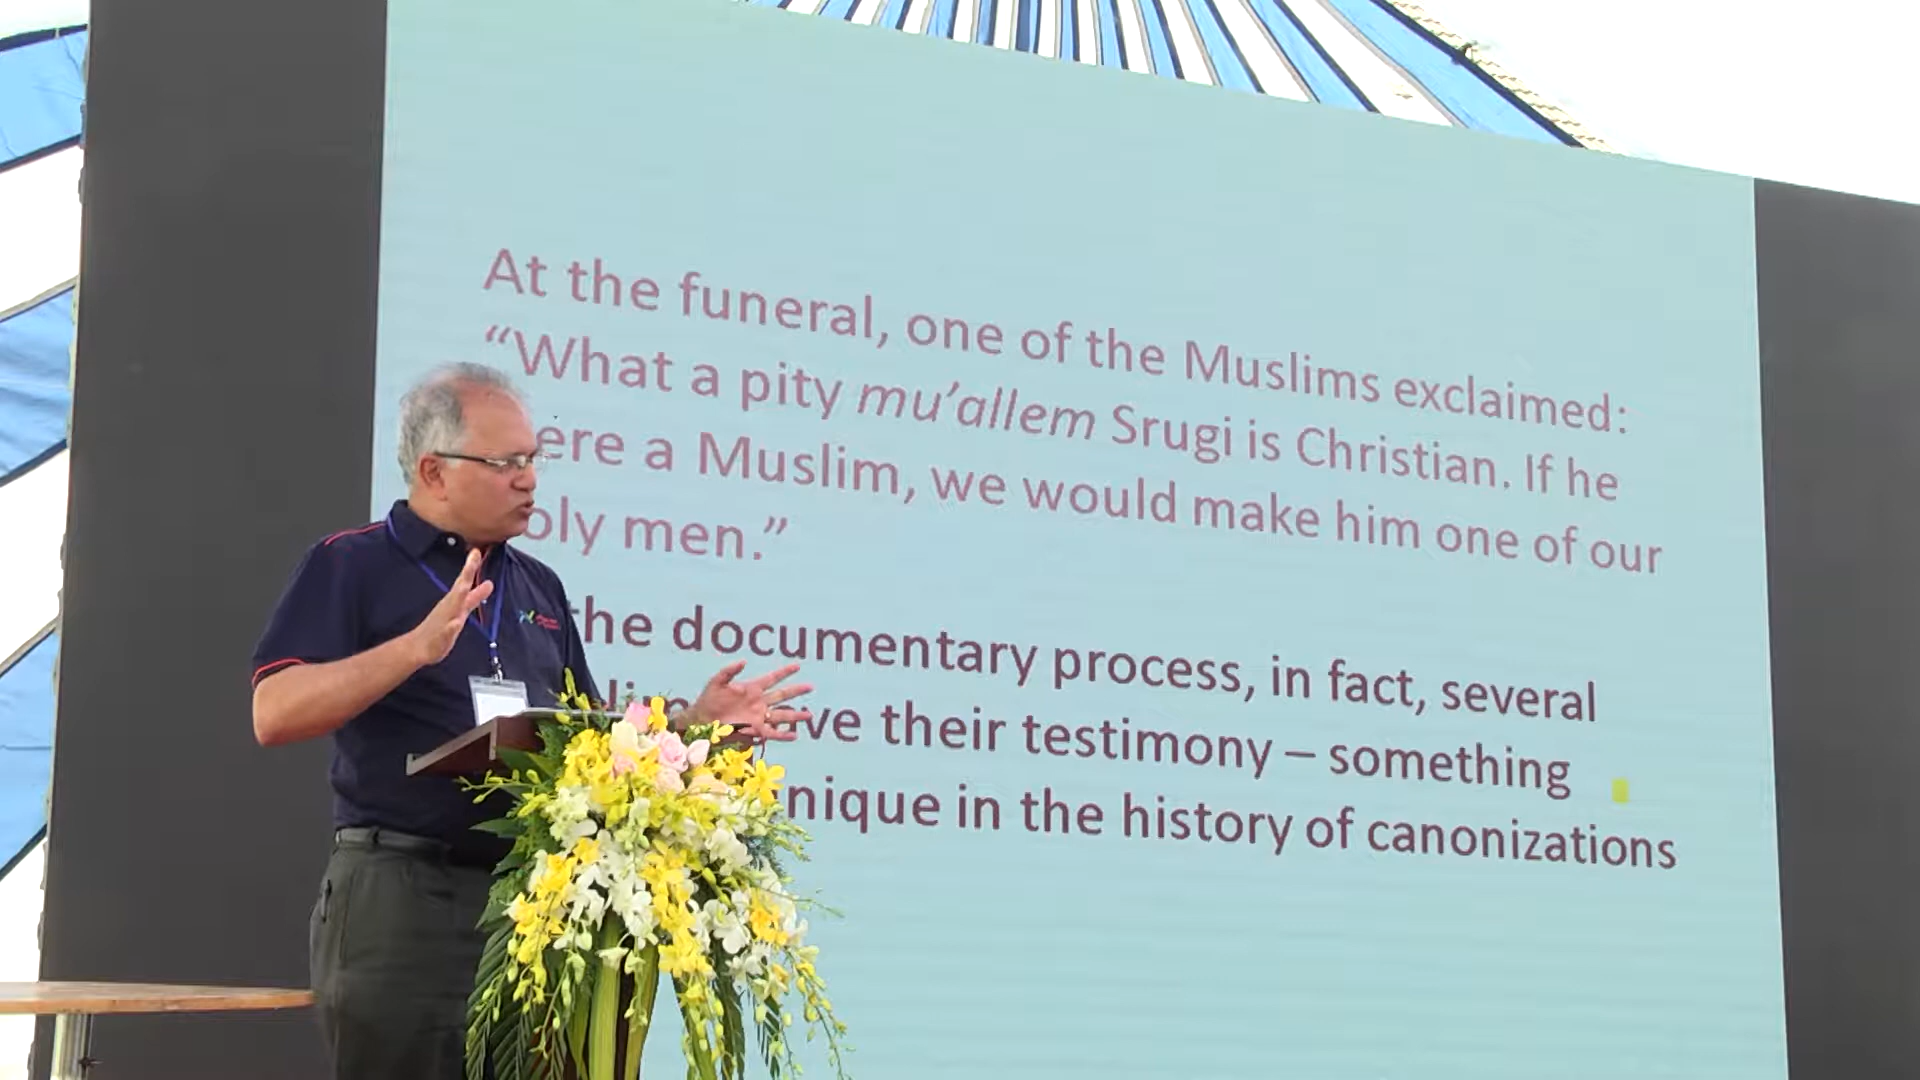 At the funeral, one of the Muslims exclaimed:
“What a pity mu’allem Srugi is Christian. If he
ere a Muslim, we would make him one of our
oly men.”
the documentary process, in fact, several
ave their testimony – something
nique in the history of canonizations